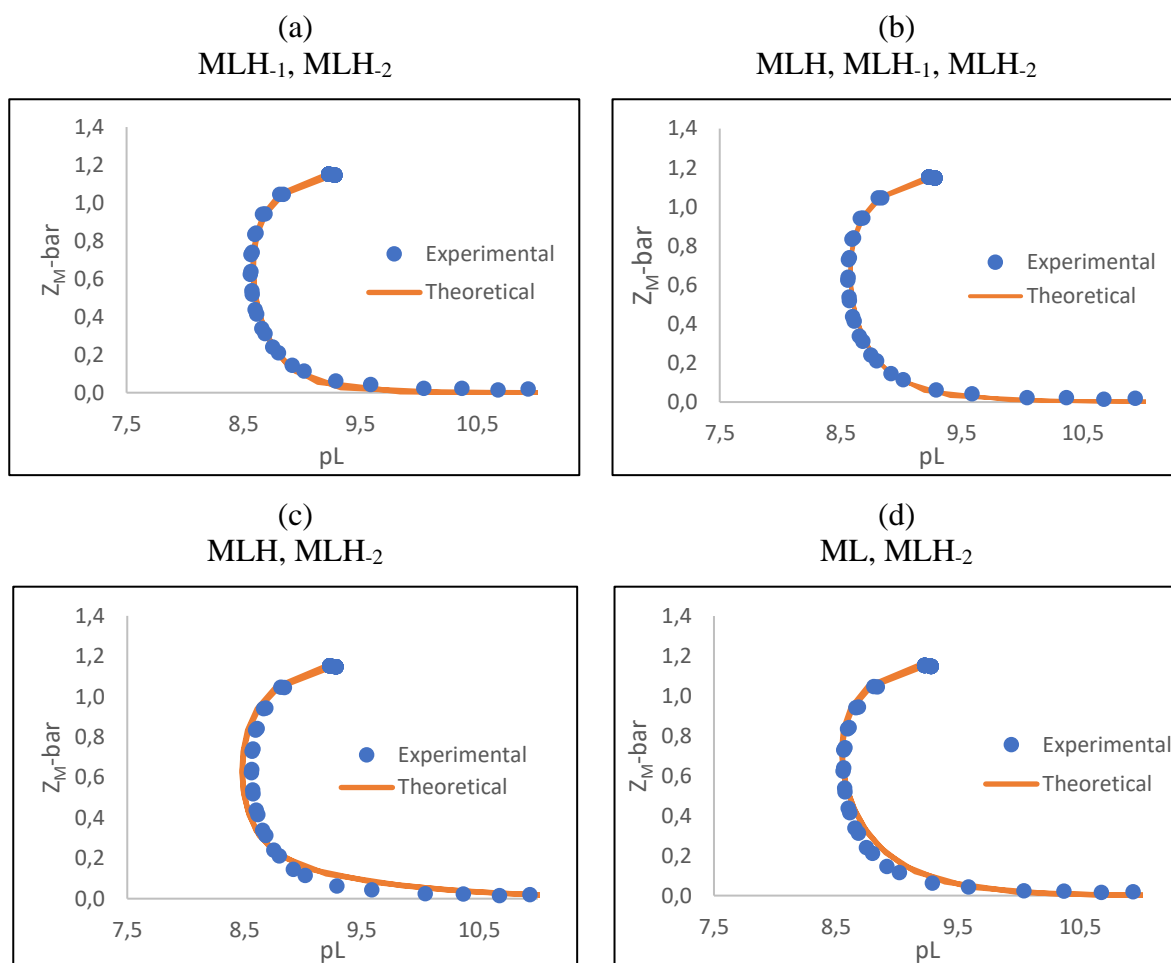 (a)
MLH-1, MLH-2
1,4
1,2
1,0
0,8
0,6
0,4
0,2
0,0
ZM-bar
Experimental
Theoretical
7,5 8,5 9,5 10,5
pL
(b)
MLH, MLH-1, MLH-2
1,4
1,2
1,0
0,8
0,6
0,4
0,2
0,0
ZM-bar
Experimental
Theoretical
7,5 8,5 9,5 10,5
pL
(c)
MLH, MLH-2
1,4
1,2
1,0
0,8
0,6
0,4
0,2
0,0
ZM-bar
Experimental
Theoretical
7,5 8,5 9,5 10,5
pL
(d)
ML, MLH-2
1,4
1,2
1,0
0,8
0,6
0,4
0,2
0,0
ZM-bar
Experimental
Theoretical
7,5 8,5 9,5 10,5
pL